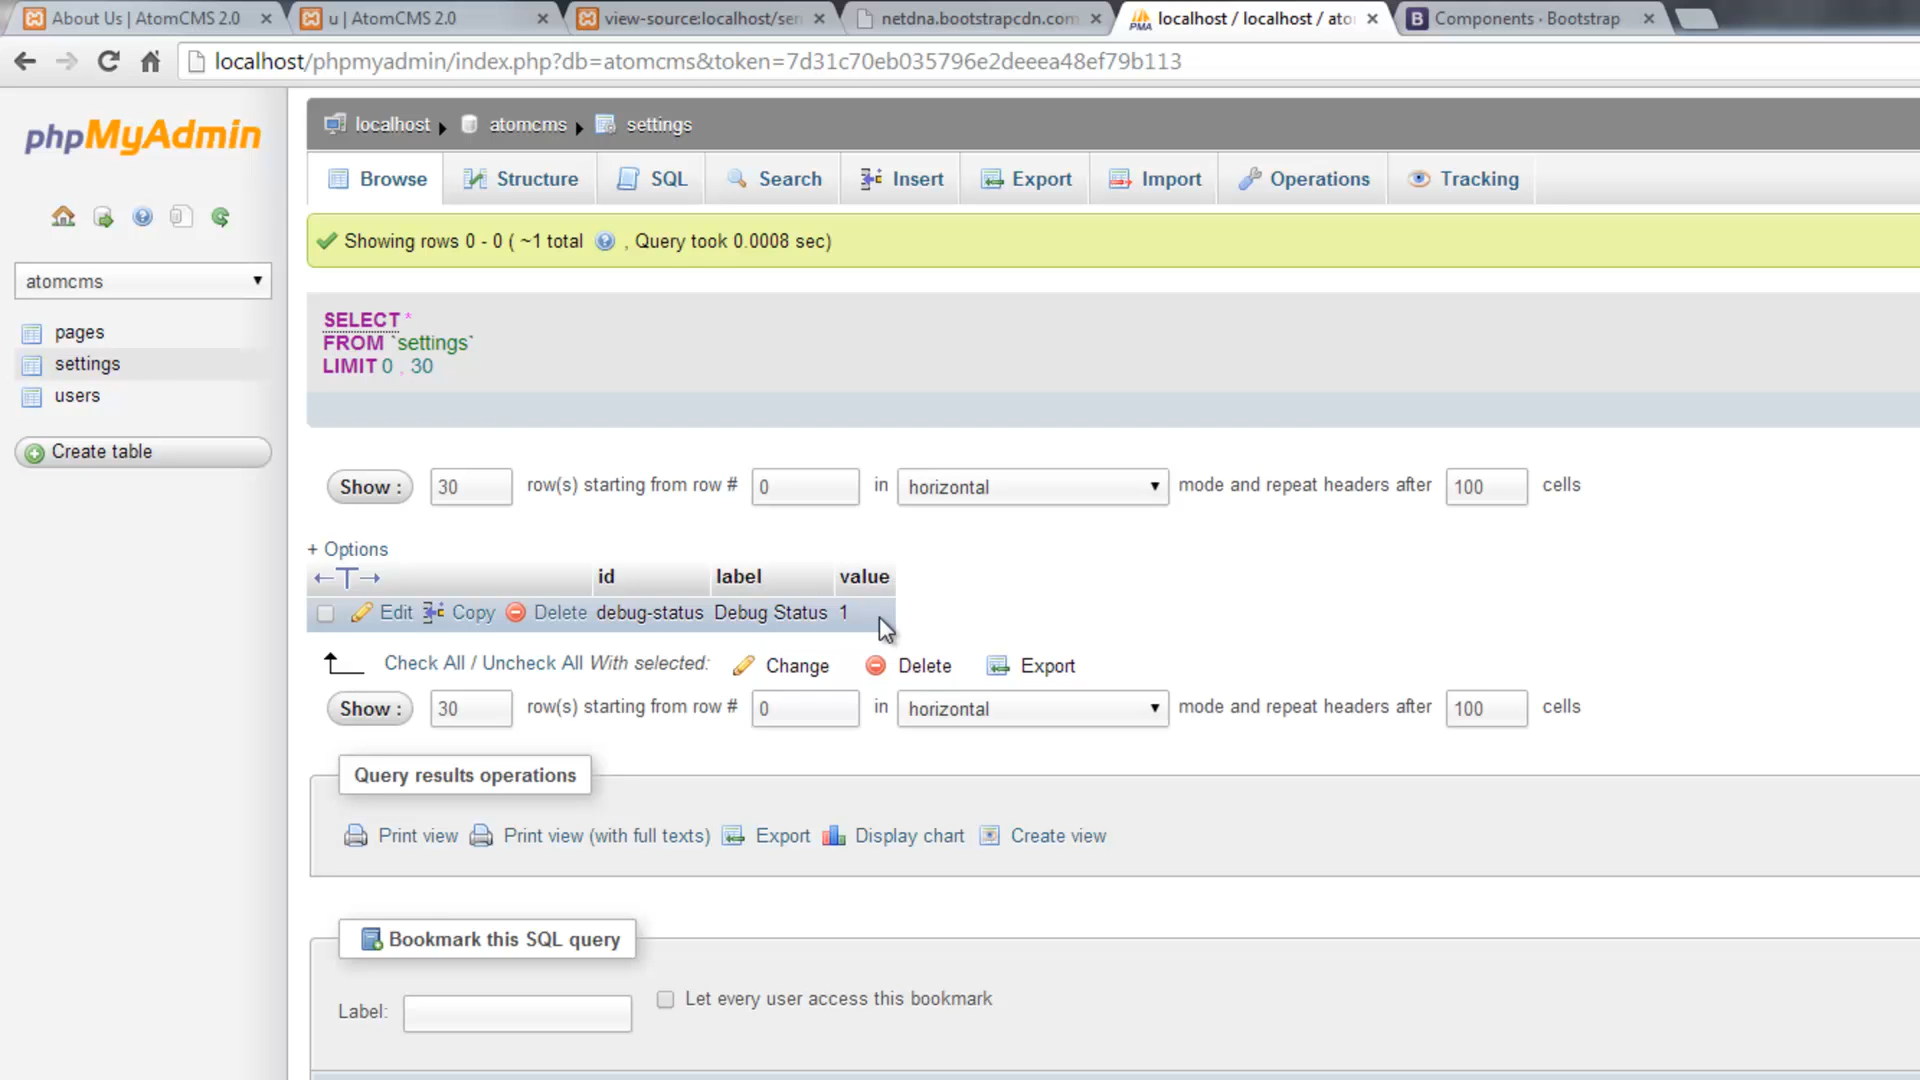 About Us | AtomCMS 2.0
u | AtomCMS 2.0
view-source:localhost/ser
netdna.bootstrapcdn.com
localhost / localhost / ato
Components · Bootstrap
localhost/phpmyadmin/index.php?db=atomcms&token=7d31c70eb035796e2deeea48ef79b113
phpMyAdmin
atomcms
pages
settings
users
Create table
localhost
atomcms
settings
Browse
Structure
SQL
Search
Insert
Export
Import
Operations
Tracking
Showing rows 0 - 0 ( ~1 total , Query took 0.0008 sec)
SELECT *
FROM `settings`
LIMIT 0 , 30
Show : 30 row(s) starting from row # 0 in horizontal mode and repeat headers after 100 cells
+ Options
←T→ id label value
Edit Copy Delete debug-status Debug Status 1
Check All / Uncheck All With selected: Change Delete Export
Show : 30 row(s) starting from row # 0 in horizontal mode and repeat headers after 100 cells
Query results operations
Print view Print view (with full texts) Export Display chart Create view
Bookmark this SQL query
Label: Let every user access this bookmark